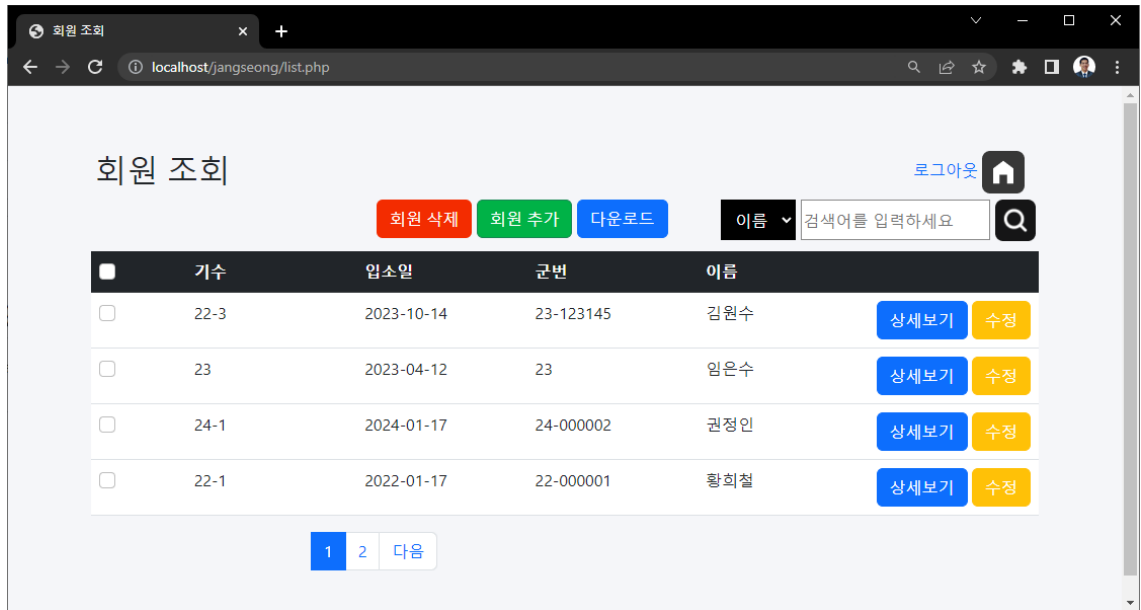 회원 조회
localhost/jangseong/list.php
회원 조회
로그아웃
회원 삭제 회원 추가 다운로드 이름 검색어를 입력하세요
기수 입소일 군번 이름
22-3 2023-10-14 23-123145 김원수 상세보기 수정
23 2023-04-12 23 임은수 상세보기 수정
24-1 2024-01-17 24-000002 권정인 상세보기 수정
22-1 2022-01-17 22-000001 황희철 상세보기 수정
1 2 다음